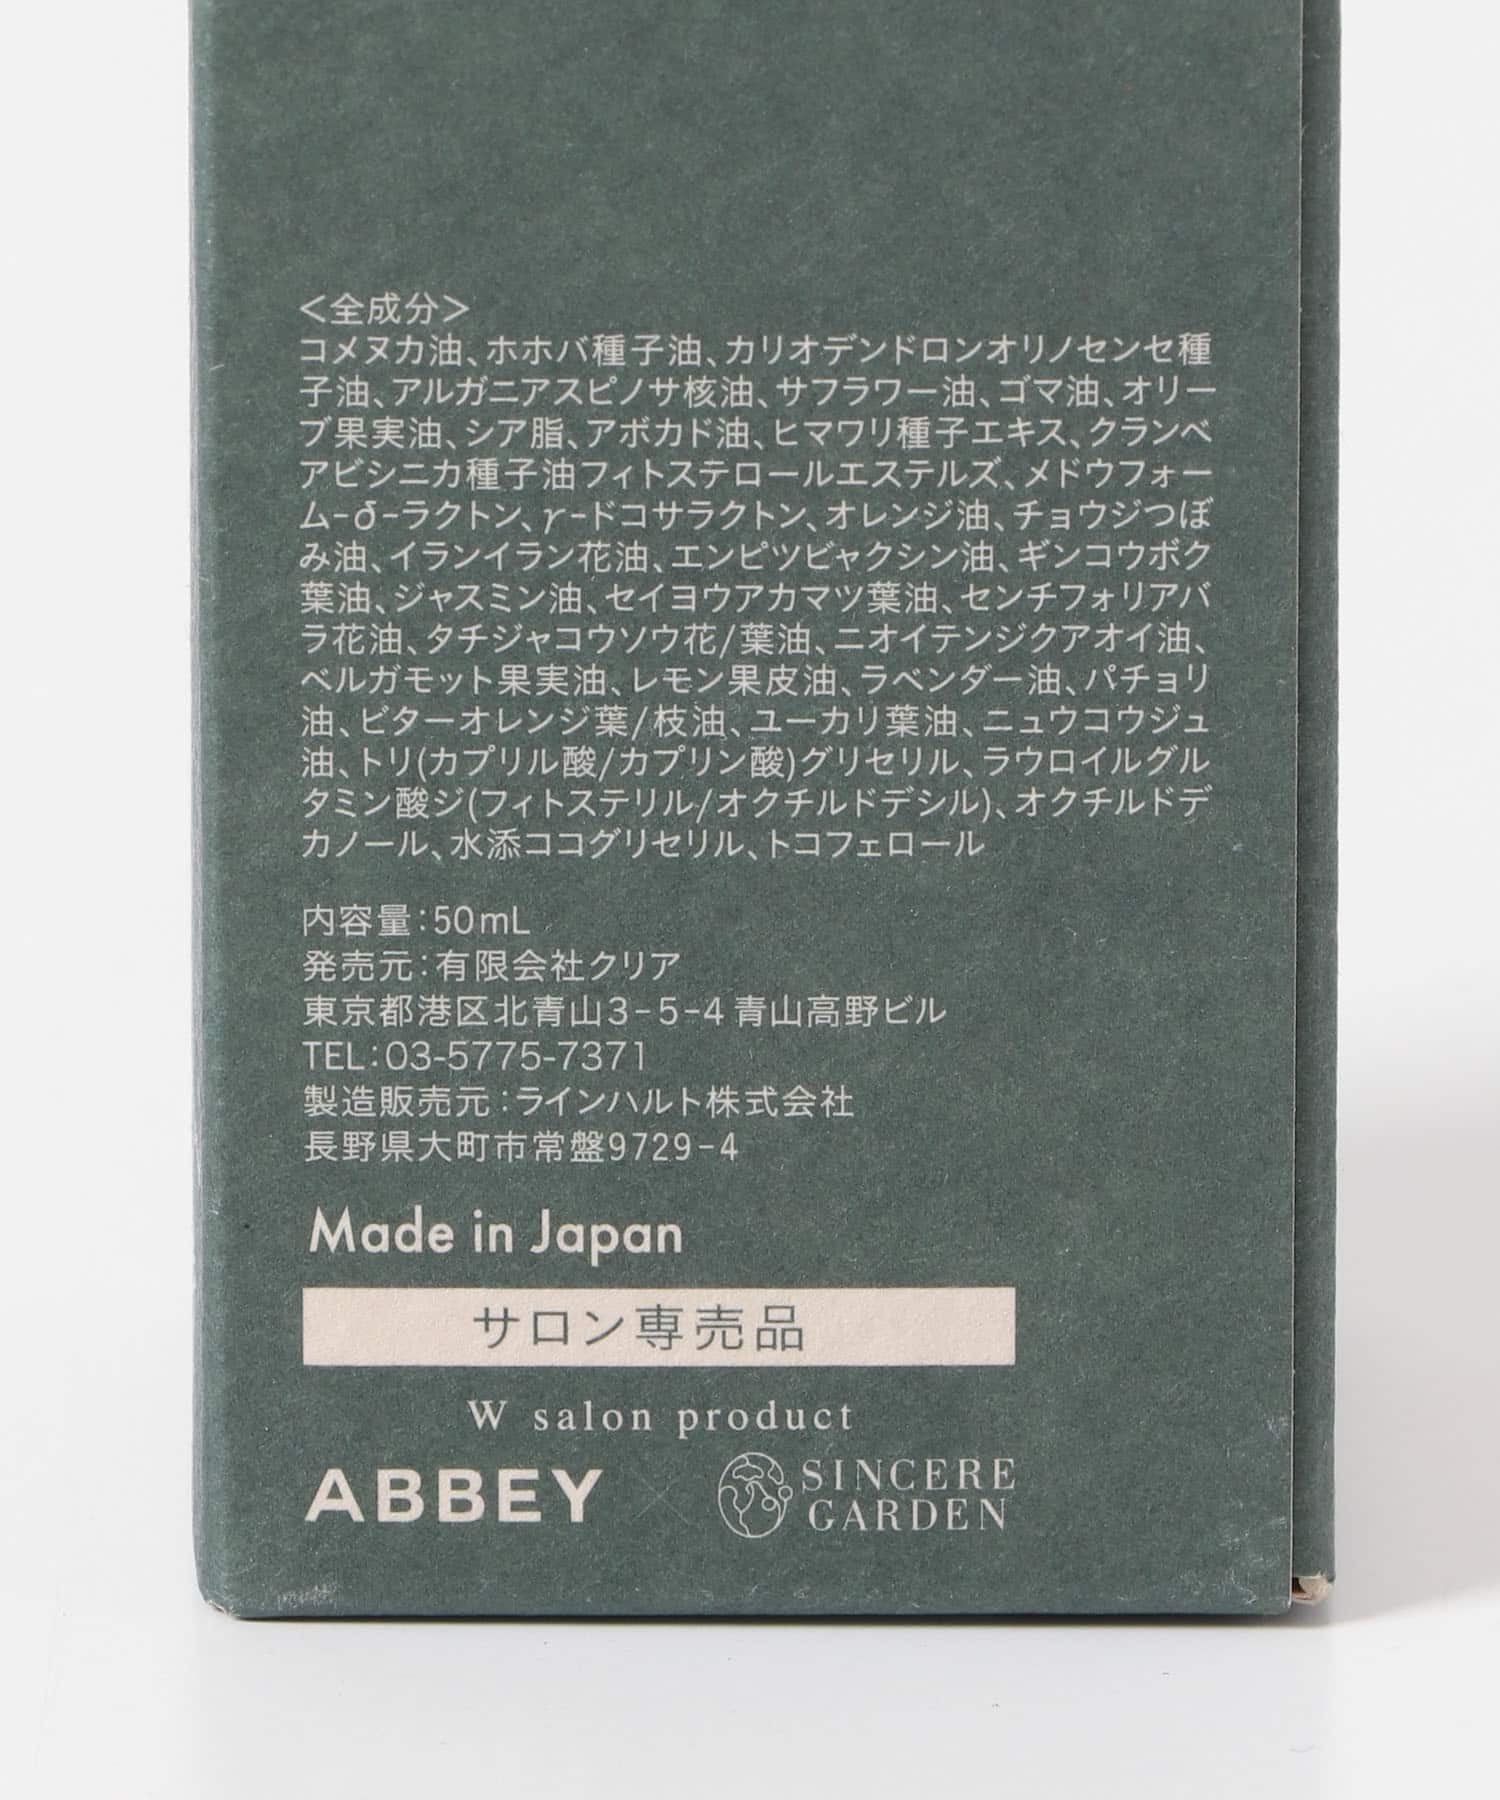 <全成分>
コメヌカ油、ホホバ種子油、カリオデンドロンオリノセンセ種
子油、アルガニアスピノサ核油、サフラワー油、ゴマ油、オリー
ブ果実油、シア脂、アボカド油、ヒマワリ種子エキス、クランベ
アビシニカ種子油フィトステロールエステルズ、メドウフォー
ム-δ-ラクトン、γ-ドコサラクトン、オレンジ油、チョウジつぼ
み油、イランイラン花油、エンピツビャクシン油、ギンコウボク
葉油、ジャスミン油、セイヨウアカマツ葉油、センチフォリアバ
ラ花油、タチジャコウソウ花/葉油、ニオイテンジクアオイ油、
ベルガモット果実油、レモン果皮油、ラベンダー油、パチョリ
油、ビターオレンジ葉/枝油、ユーカリ葉油、ニュウコウジュ
油、トリ(カプリル酸/カプリン酸)グリセリル、ラウロイルグル
タミン酸ジ(フィトステリル/オクチルドデシル)、オクチルドデ
カノール、水添ココグリセリル、トコフェロール
内容量:50mL
発売元:有限会社クリア
東京都港区北青山3-5-4 青山高野ビル
TEL:03-5775-7371
製造販売元:ラインハルト株式会社
長野県大町市常盤9729-4
Made in Japan
サロン専売品
W salon product
ABBEY × SINCERE
GARDEN